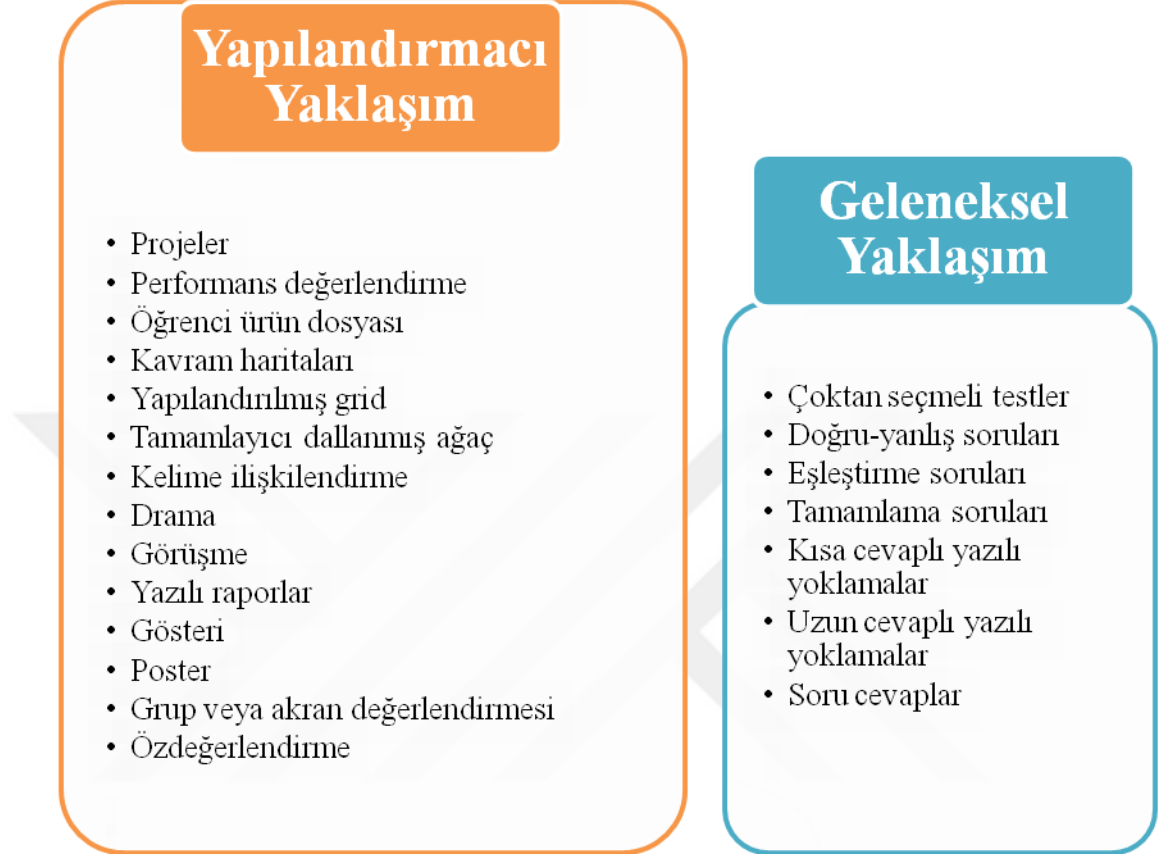 Yapılandırmacı
Yaklaşım
• Projeler
• Performans değerlendirme
• Öğrenci ürün dosyası
• Kavram haritaları
• Yapılandırılmış grid
• Tamamlayıcı dallanmış ağaç
• Kelime ilişkilendirme
• Drama
• Görüşme
• Yazılı raporlar
• Gösteri
• Poster
• Grup veya akran değerlendirmesi
• Özdeğerlendirme
Geleneksel
Yaklaşım
• Çoktan seçmeli testler
• Doğru-yanlış soruları
• Eşleştirme soruları
• Tamamlama soruları
• Kısa cevaplı yazılı
yoklamalar
• Uzun cevaplı yazılı
yoklamalar
• Soru cevaplar